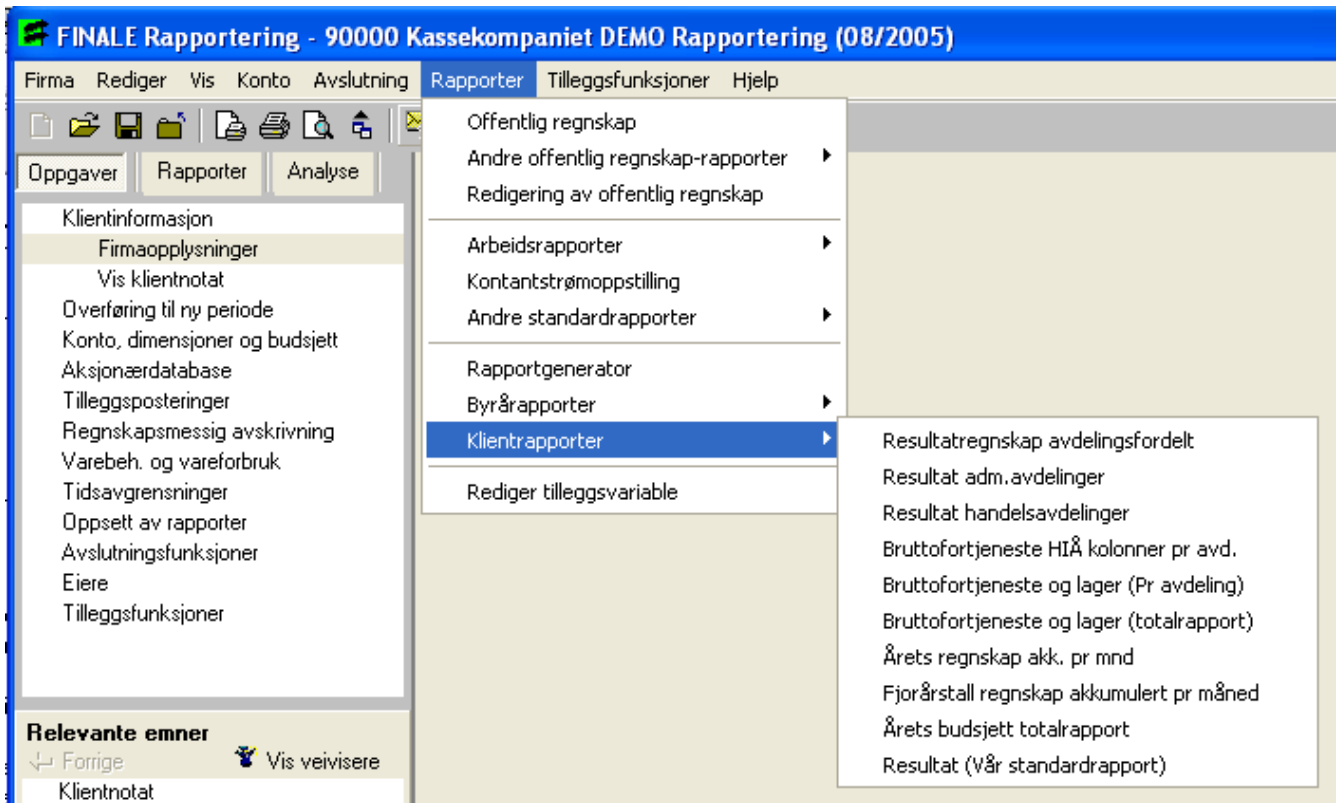 FINALE Rapportering - 90000 Kassekompaniet DEMO Rapportering (08/2005)
Firma Rediger Vis Konto Avslutning Rapporter Tilleggsfunksjoner Hjelp
Oppgaver Rapporter Analyse
Klientinformasjon
Firmaopplysninger
Vis klientnotat
Overføring til ny periode
Konto, dimensjoner og budsjett
Aksjonærdatabase
Tilleggsposteringer
Regnskapsmessig avskrivning
Varebeh. og vareforbruk
Tidsavgrensninger
Oppsett av rapporter
Avslutningsfunksjoner
Eiere
Tilleggsfunksjoner
Relevante emner
Forrige Vis veivisere
Klientnotat
Offentlig regnskap
Andre offentlig regnskap-rapporter
Redigering av offentlig regnskap
Arbeidsrapporter
Kontantstrømoppstilling
Andre standardrapporter
Rapportgenerator
Byrårapporter
Klientrapporter
Rediger tilleggsvariable
Resultatregnskap avdelingsfordelt
Resultat adm.avdelinger
Resultat handelsavdelinger
Bruttofortjeneste HIÅ kolonner pr avd.
Bruttofortjeneste og lager (Pr avdeling)
Bruttofortjeneste og lager (totalrapport)
Årets regnskap akk. pr mnd
Fjorårstall regnskap akkumulert pr måned
Årets budsjett totalrapport
Resultat (Vår standardrapport)